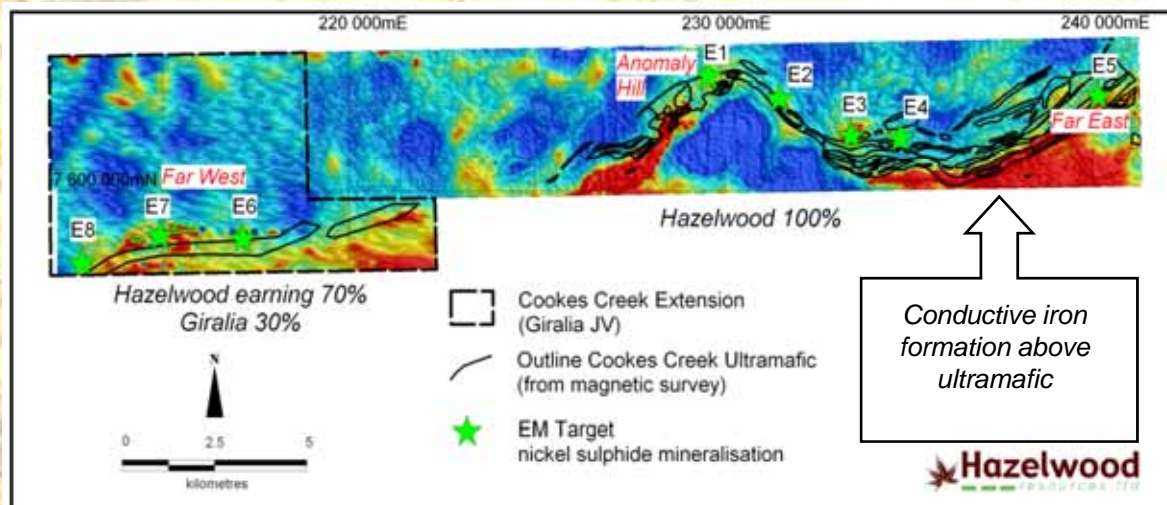 220 000mE 230 000mE 240 000mE
E1
Anomaly
Hill
E2
E3
E4
E5
Far East
7 600 000mN Far West
E7
E6
E8
Hazelwood 100%
Hazelwood earning 70%
Giralia 30%
Cookes Creek Extension
(Giralia JV)
Outline Cookes Creek Ultramafic
(from magnetic survey)
EM Target
nickel sulphide mineralisation
Conductive iron
formation above
ultramafic
N
0 2.5 5
kilometres
Hazelwood
resources ltd